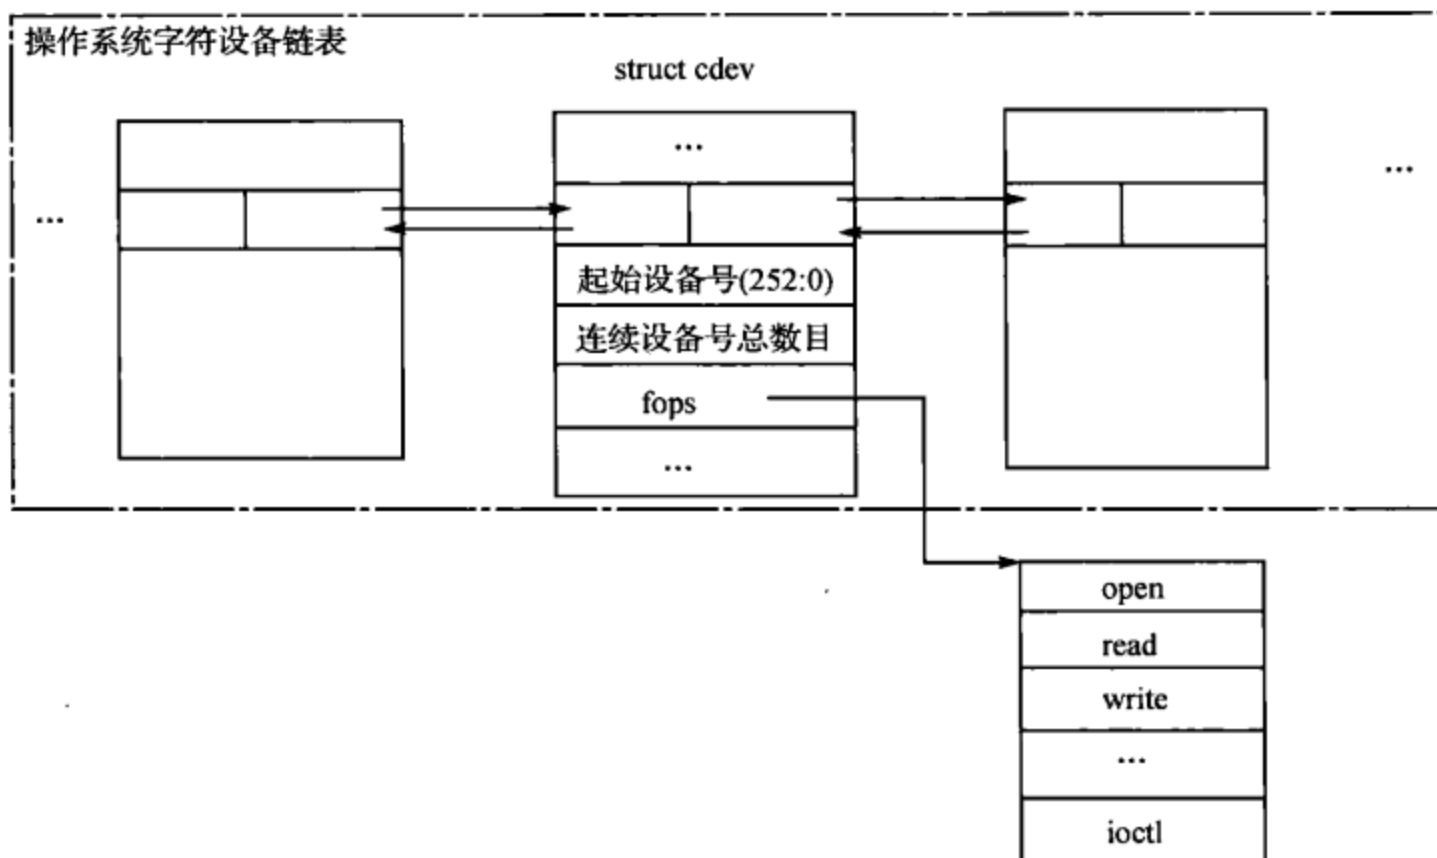 操作系统字符设备链表
struct cdev
...
...
...
起始设备号(252:0)
连续设备号总数目
fops
...
open
read
write
...
ioctl